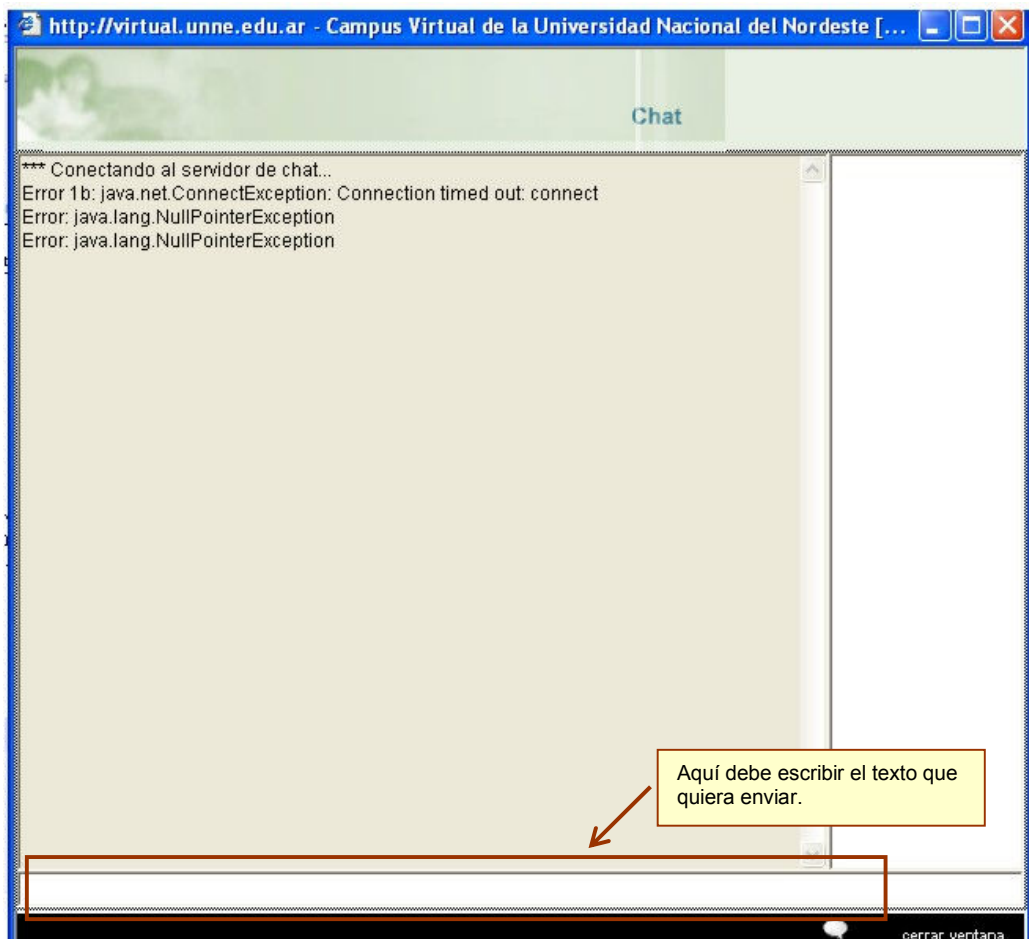 http://virtual.unne.edu.ar - Campus Virtual de la Universidad Nacional del Nordeste [...
Chat
*** Conectando al servidor de chat...
Error 1b: java.net.ConnectException: Connection timed out: connect
Error: java.lang.NullPointerException
Error: java.lang.NullPointerException
Aquí debe escribir el texto que
quiera enviar.
cerrar ventana